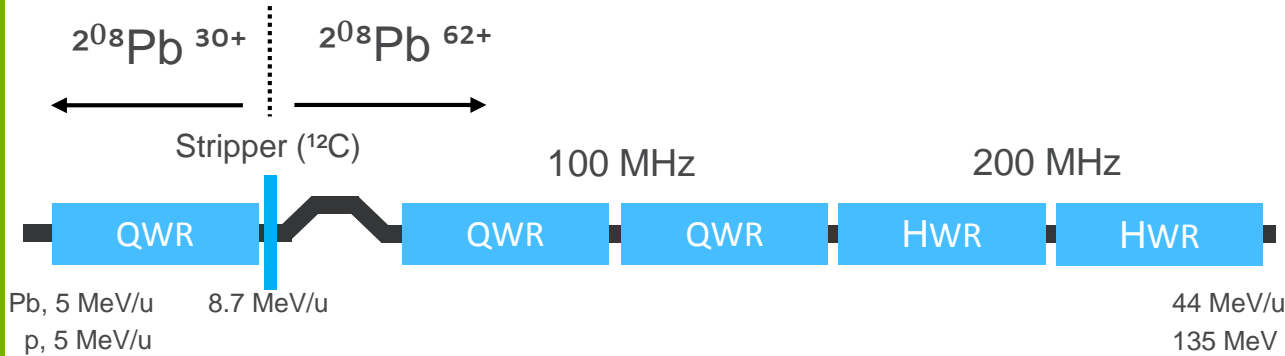 ²⁰⁸Pb ³⁰⁺ ²⁰⁸Pb ⁶²⁺
Stripper (¹²C)
100 MHz 200 MHz
QWR QWR QWR HWR HWR
Pb, 5 MeV/u 8.7 MeV/u 44 MeV/u
p, 5 MeV/u 135 MeV